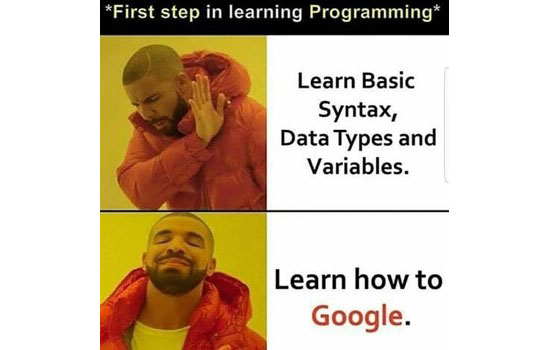 *First step in learning Programming*
Learn Basic
Syntax,
Data Types and
Variables.
Learn how to
Google.